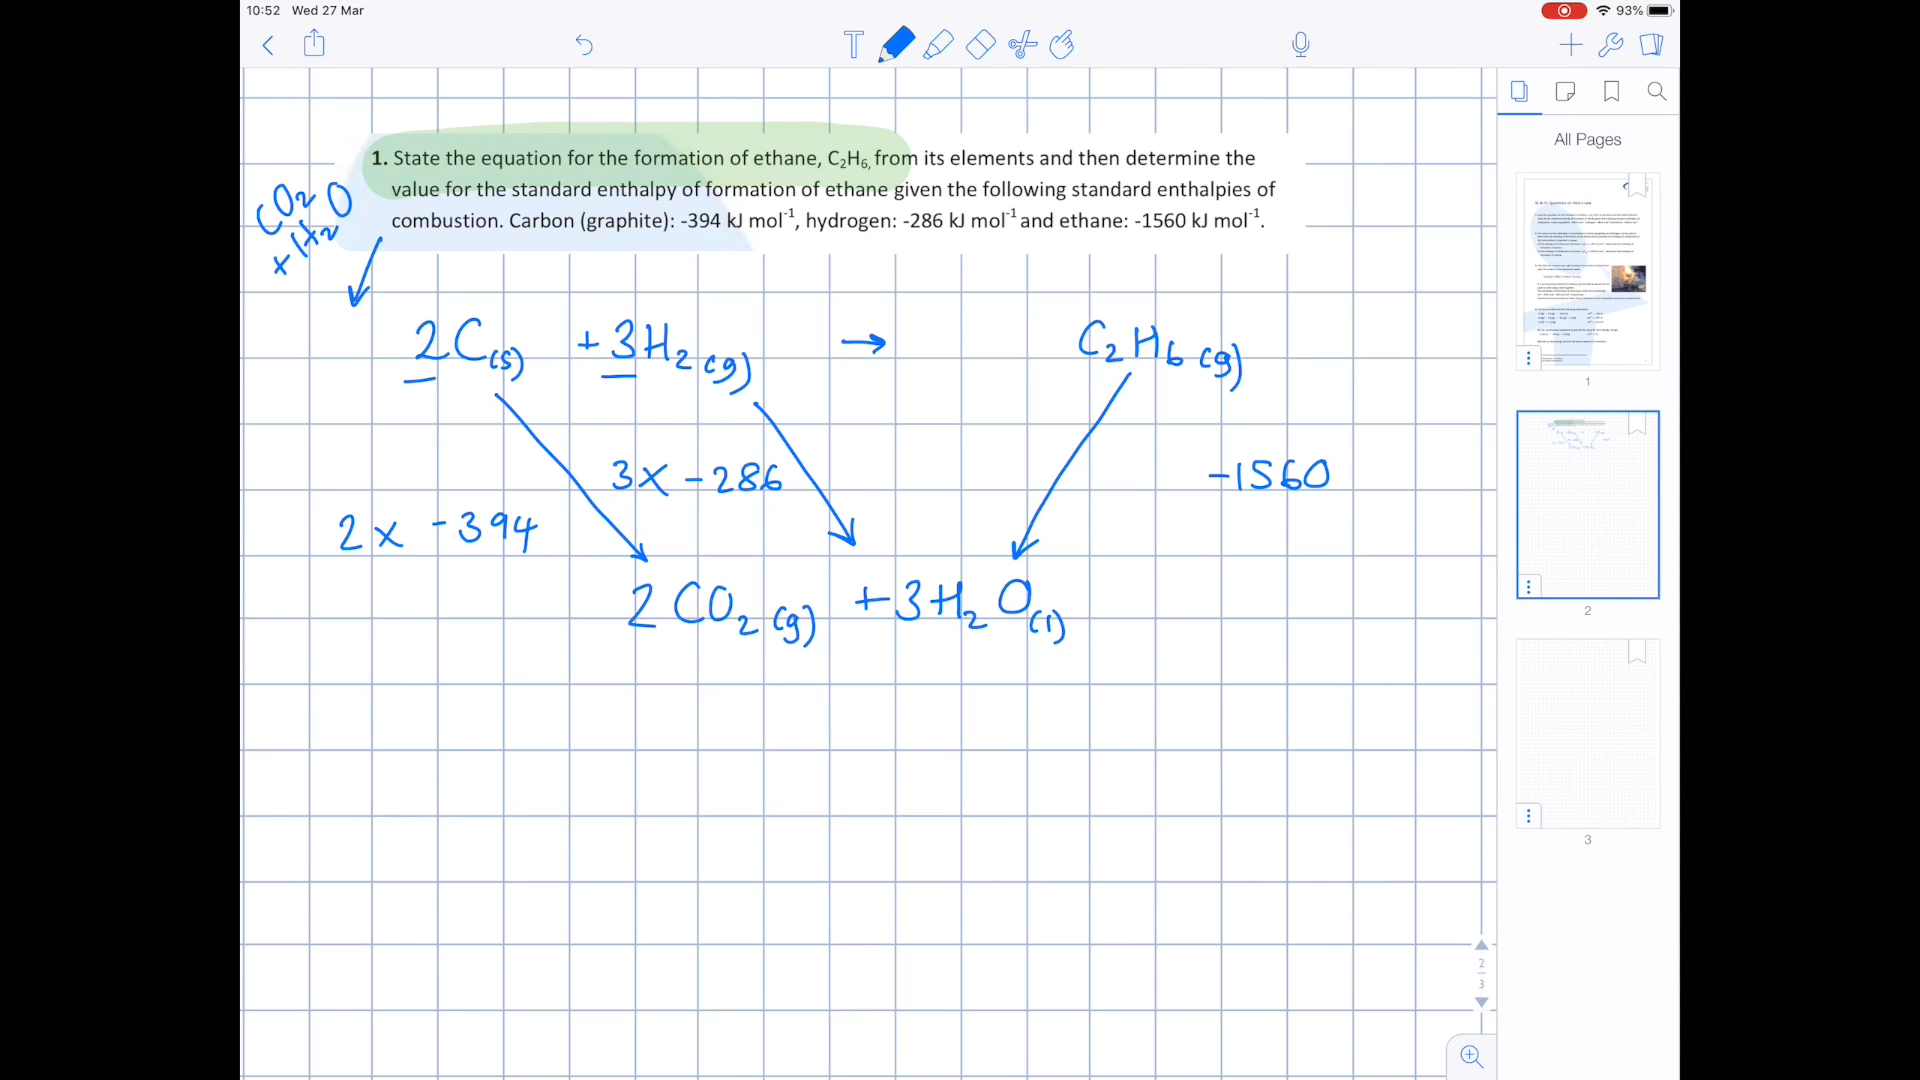 10:52 Wed 27 Mar
93%
T
All Pages
1. State the equation for the formation of ethane, C₂H₆, from its elements and then determine the
value for the standard enthalpy of formation of ethane given the following standard enthalpies of
combustion. Carbon (graphite): -394 kJ mol⁻¹, hydrogen: -286 kJ mol⁻¹ and ethane: -1560 kJ mol⁻¹.
CO₂
+ H₂O
2C(s) + 3H₂(g) → C₂H₆(g)
3x -286
-1560
2x -394
2CO₂(g) + 3H₂O(l)
1
2
3
2
3